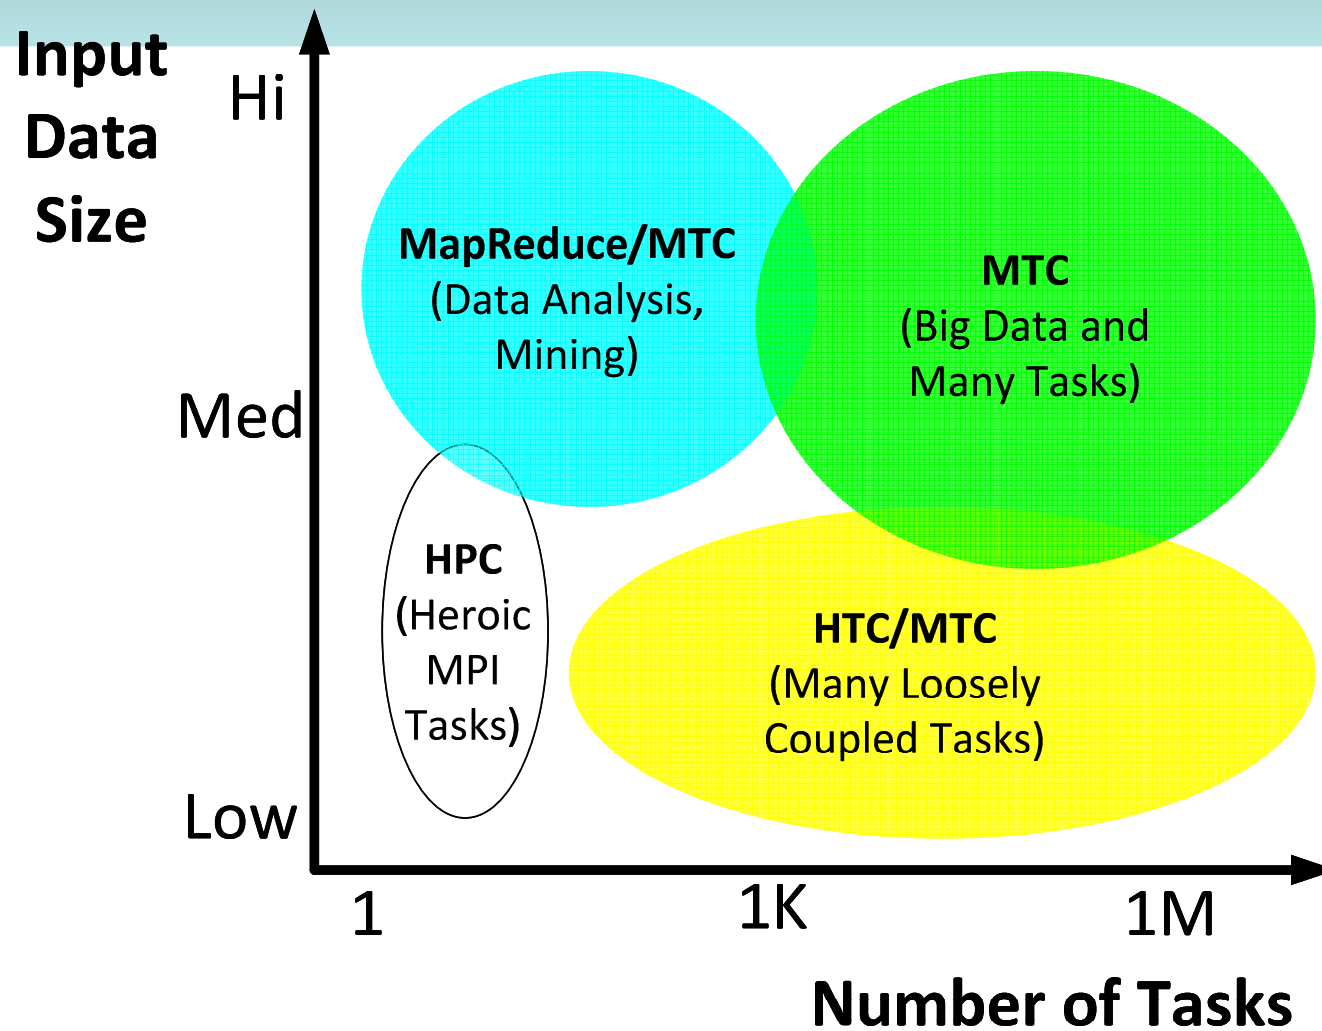 Input
Data
Size
Hi
Med
Low
MapReduce/MTC
(Data Analysis,
Mining)
MTC
(Big Data and
Many Tasks)
HPC
(Heroic
MPI
Tasks)
HTC/MTC
(Many Loosely
Coupled Tasks)
1
1K
1M
Number of Tasks